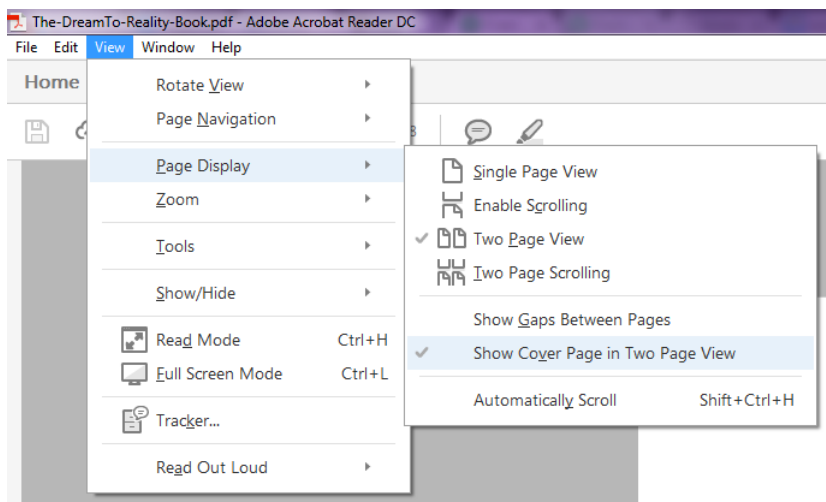 The-DreamTo-Reality-Book.pdf - Adobe Acrobat Reader DC
File Edit View Window Help
Home
Rotate View
Page Navigation
Page Display
Zoom
Tools
Show/Hide
Read Mode Ctrl+H
Full Screen Mode Ctrl+L
Tracker...
Read Out Loud
Single Page View
Enable Scrolling
Two Page View
Two Page Scrolling
Show Gaps Between Pages
Show Cover Page in Two Page View
Automatically Scroll Shift+Ctrl+H